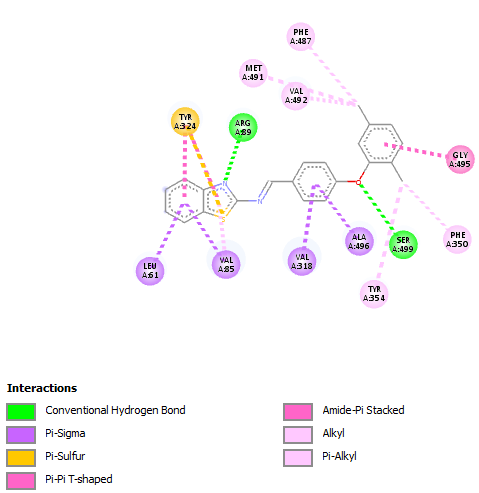 PHE
A:487
MET
A:491
VAL
A:492
TYR
A:324
ARG
A:89
GLY
A:495
N
S
N
O
LEU
A:61
VAL
A:85
VAL
A:318
ALA
A:496
SER
A:499
PHE
A:350
TYR
A:354
Interactions
Conventional Hydrogen Bond
Amide-Pi Stacked
Pi-Sigma
Alkyl
Pi-Sulfur
Pi-Alkyl
Pi-Pi T-shaped